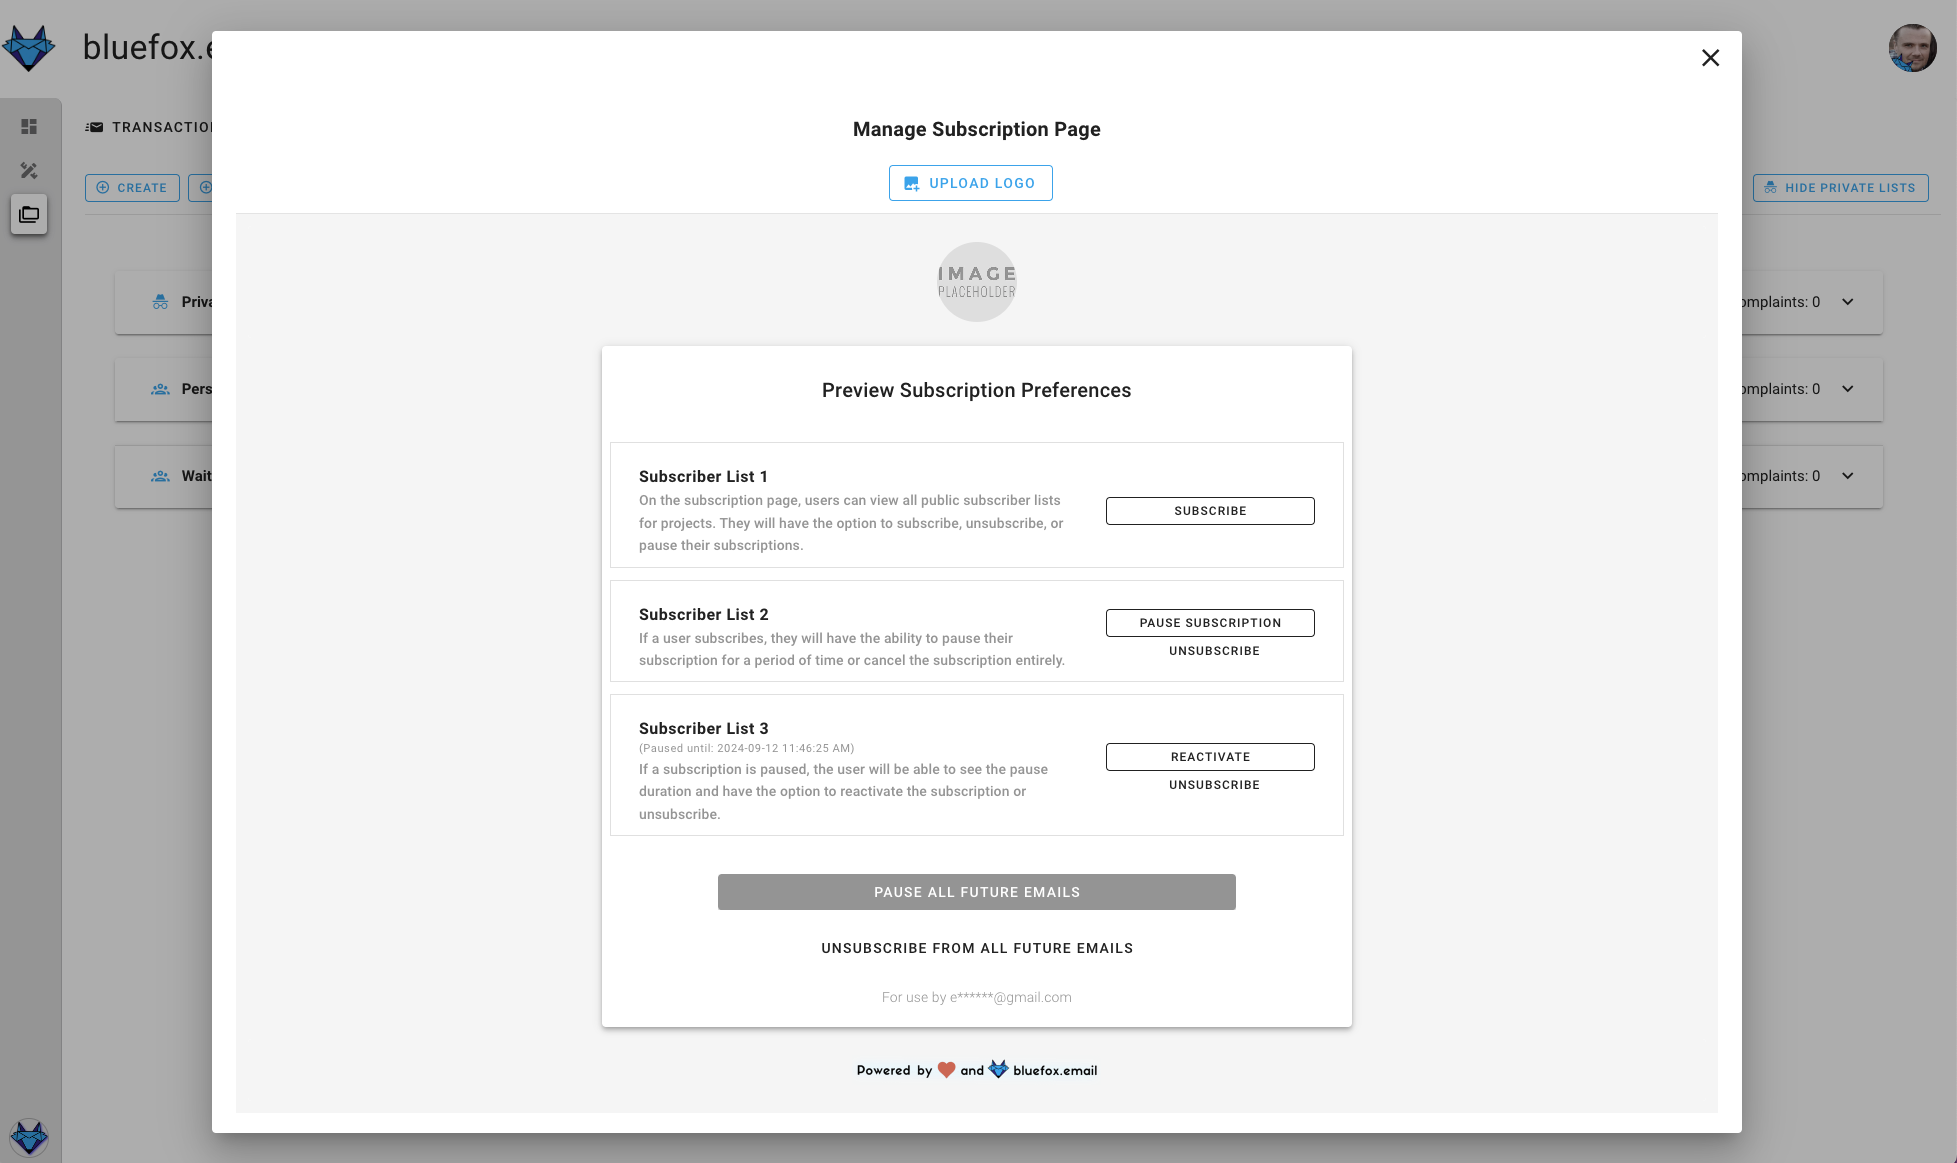 bluefox.e
TRANSACTIO
CREATE
HIDE PRIVATE LISTS
Priva
omplaints: 0
Pers
omplaints: 0
Wait
omplaints: 0
Manage Subscription Page
UPLOAD LOGO
IMAGE
PLACEHOLDER
Preview Subscription Preferences
Subscriber List 1
On the subscription page, users can view all public subscriber lists
for projects. They will have the option to subscribe, unsubscribe, or
pause their subscriptions.
SUBSCRIBE
Subscriber List 2
If a user subscribes, they will have the ability to pause their
subscription for a period of time or cancel the subscription entirely.
PAUSE SUBSCRIPTION
UNSUBSCRIBE
Subscriber List 3
(Paused until: 2024-09-12 11:46:25 AM)
If a subscription is paused, the user will be able to see the pause
duration and have the option to reactivate the subscription or
unsubscribe.
REACTIVATE
UNSUBSCRIBE
PAUSE ALL FUTURE EMAILS
UNSUBSCRIBE FROM ALL FUTURE EMAILS
For use by e******@gmail.com
Powered by and bluefox.email